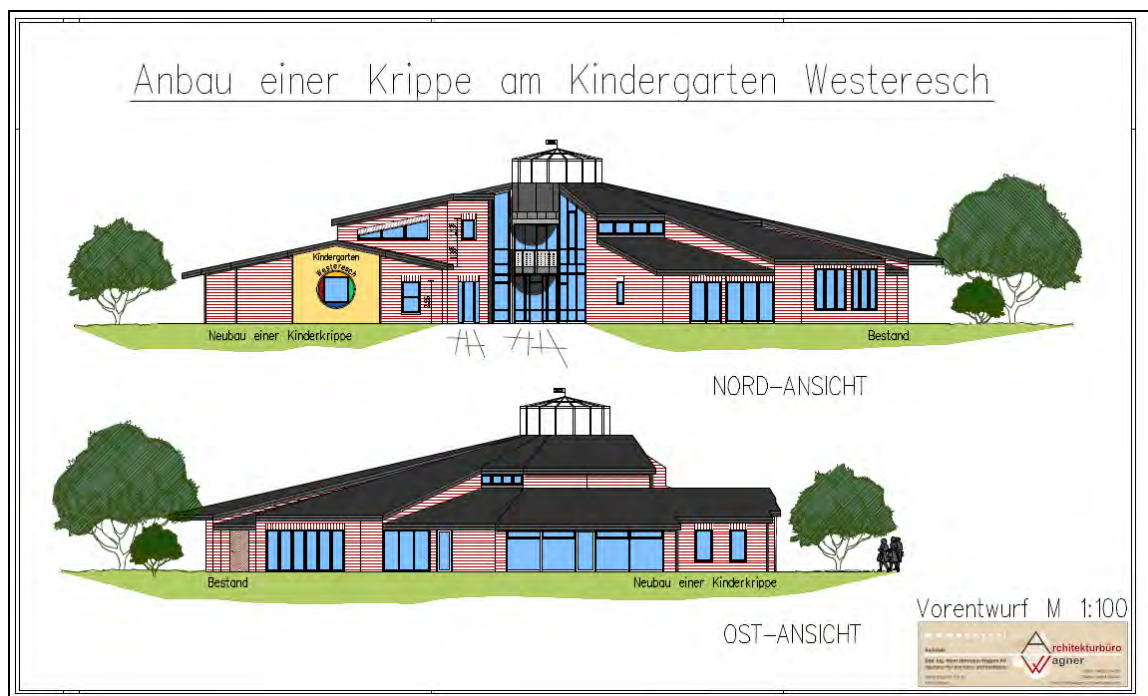 Anbau einer Krippe am Kindergarten Westeresch
Kindergarten
Westeresch
Neubau einer Kinderkrippe
Bestand
NORD-ANSICHT
Bestand
Neubau einer Kinderkrippe
OST-ANSICHT
Vorentwurf M 1:100
Architekturbüro
Wagner